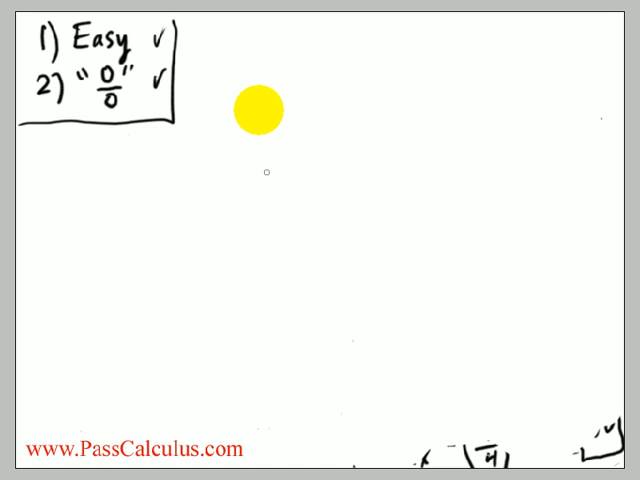 1) Easy ✓
2) "0/0" ✓
www.PassCalculus.com